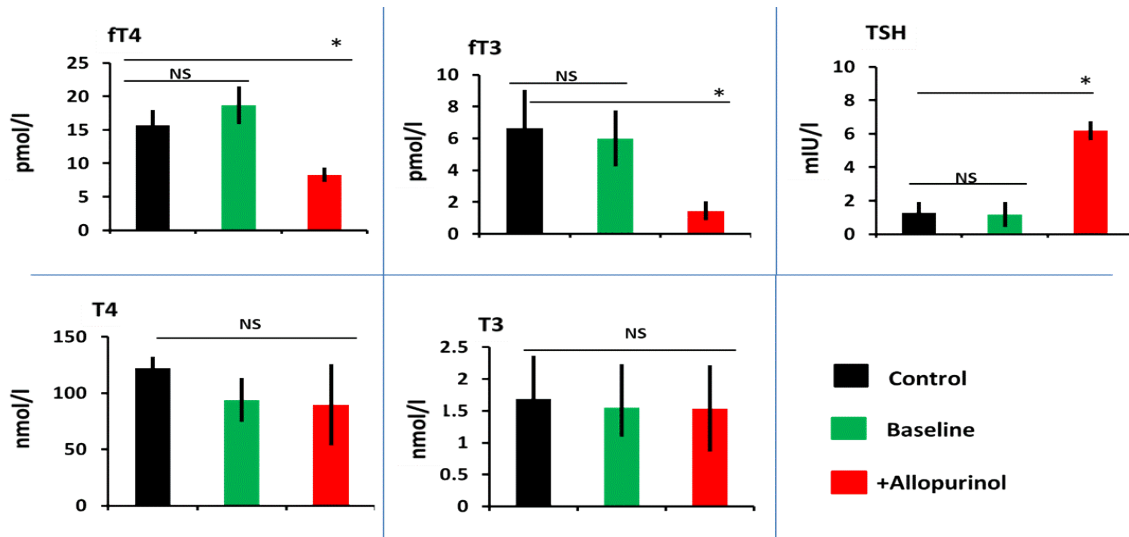 fT4
*
NS
25
20
15
10
5
0
pmol/l
fT3
NS
*
10
8
6
4
2
0
pmol/l
TSH
*
NS
10
8
6
4
2
0
mIU/l
T4
NS
150
100
50
0
nmol/l
T3
NS
2.5
2
1.5
1
0.5
0
nmol/l
Control
Baseline
+Allopurinol